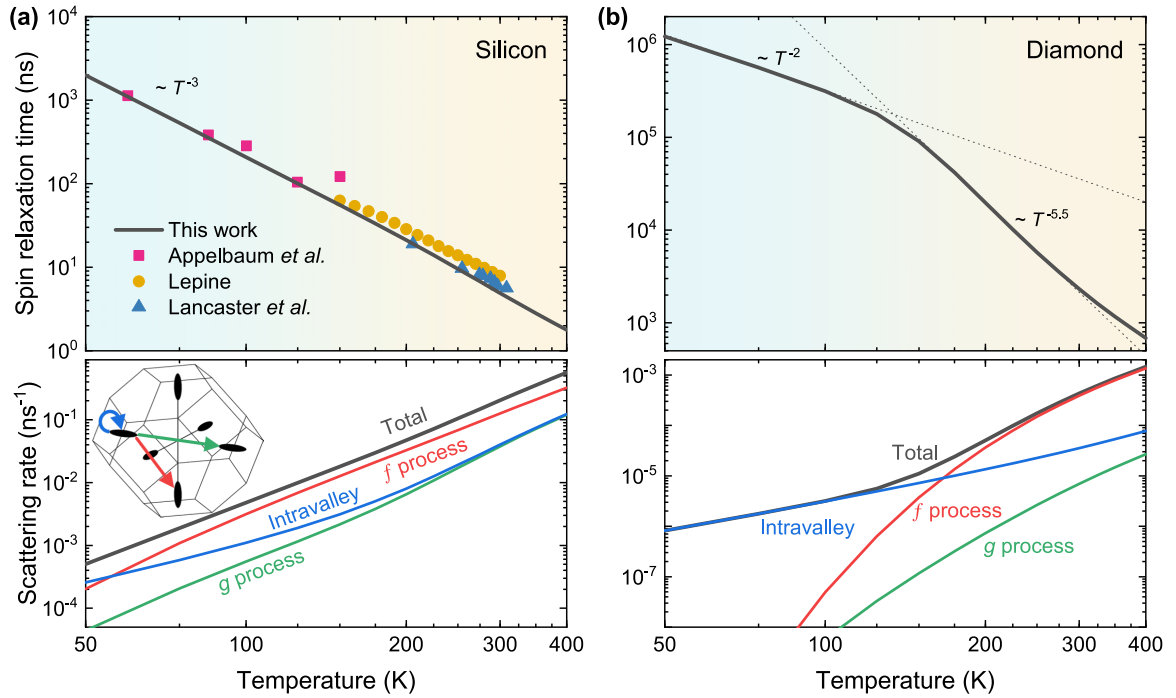 (a)
Silicon
~ T⁻³
This work
Appelbaum et al.
Lepine
Lancaster et al.
Spin relaxation time (ns)
10⁴
10³
10²
10¹
10⁰
Total
f process
Intravalley
g process
Scattering rate (ns⁻¹)
10⁻¹
10⁻²
10⁻³
10⁻⁴
50 100 200 300 400
Temperature (K)
(b)
Diamond
~ T⁻²
~ T⁻⁵·⁵
10⁶
10⁵
10⁴
10³
Total
Intravalley
f process
g process
10⁻³
10⁻⁵
10⁻⁷
50 100 200 300 400
Temperature (K)